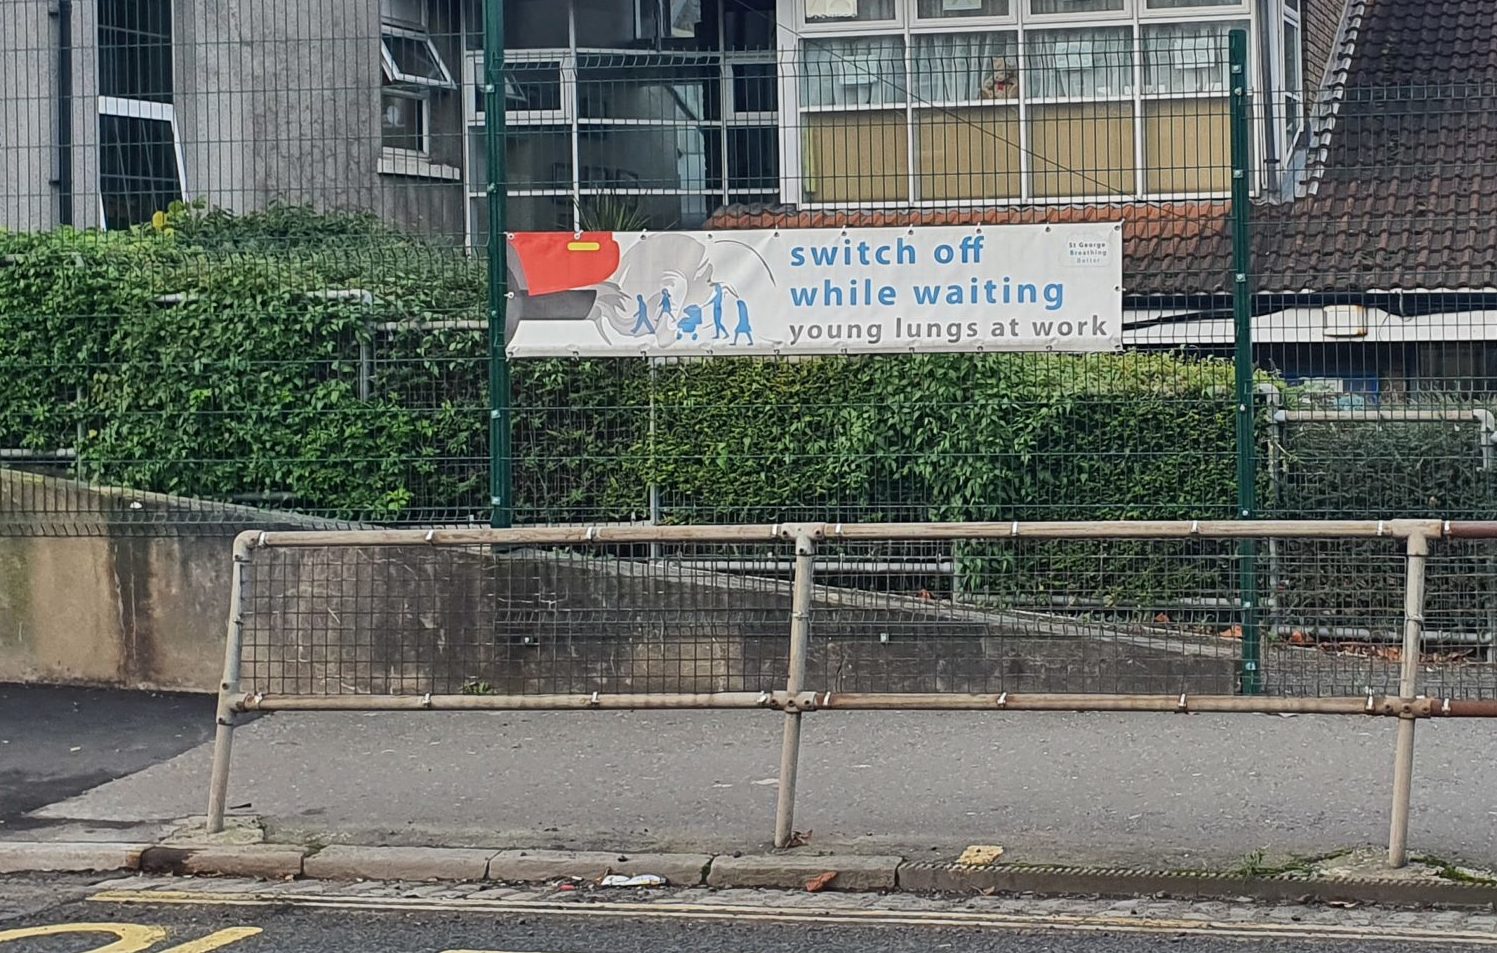 switch off
while waiting
young lungs at work
St George
Breathing
Better